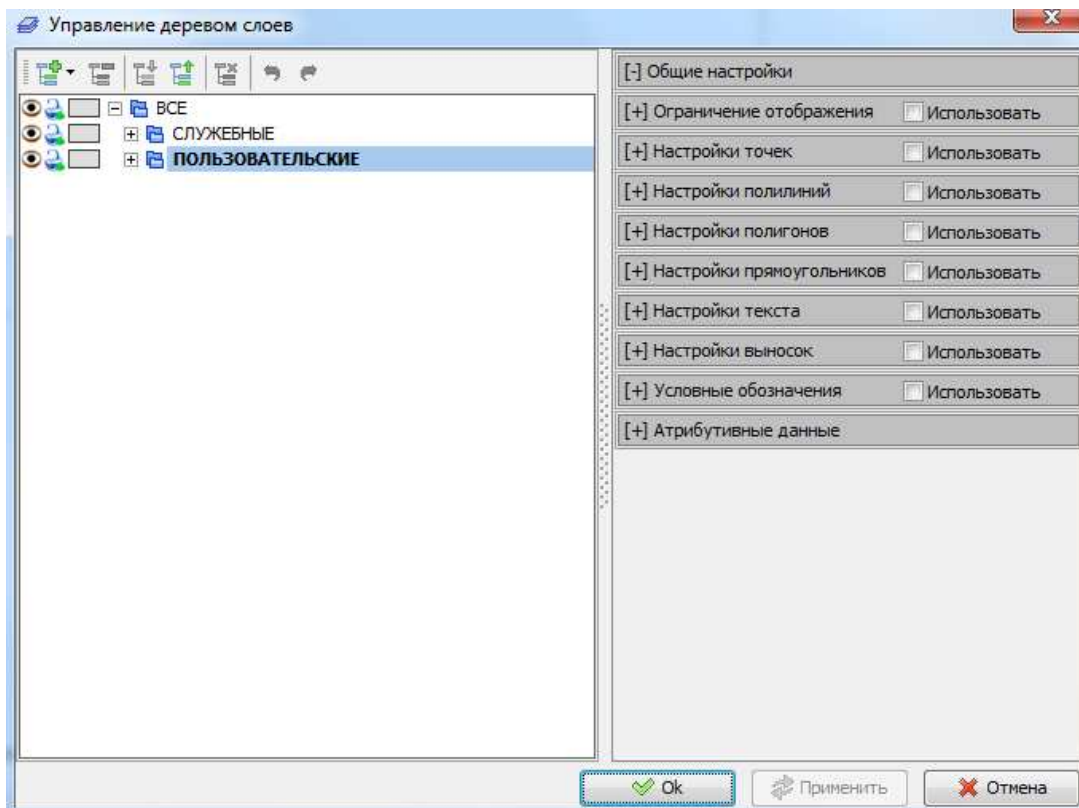 Управление деревом слоев
[-] Общие настройки
ВСЕ
[+] Ограничение отображения Использовать
СЛУЖЕБНЫЕ
[+] Настройки точек Использовать
ПОЛЬЗОВАТЕЛЬСКИЕ
[+] Настройки полилиний Использовать
[+] Настройки полигонов Использовать
[+] Настройки прямоугольников Использовать
[+] Настройки текста Использовать
[+] Настройки выносок Использовать
[+] Условные обозначения Использовать
[+] Атрибутивные данные
Ok Применить Отмена